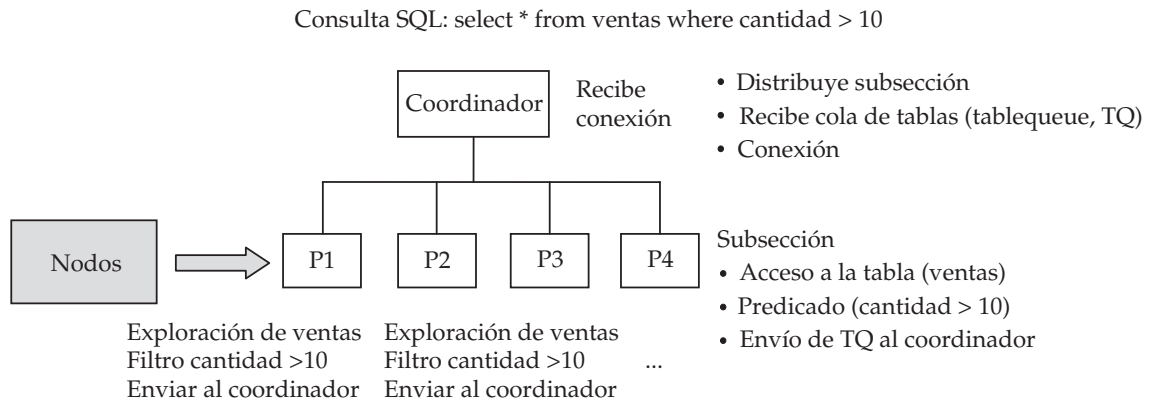 Consulta SQL: select * from ventas where cantidad > 10
Coordinador
Recibe
conexión
• Distribuye subsección
• Recibe cola de tablas (tablequeue, TQ)
• Conexión
Nodos
P1
P2
P3
P4
Subsección
• Acceso a la tabla (ventas)
• Predicado (cantidad > 10)
• Envío de TQ al coordinador
Exploración de ventas
Filtro cantidad >10
Enviar al coordinador
Exploración de ventas
Filtro cantidad >10
Enviar al coordinador
...